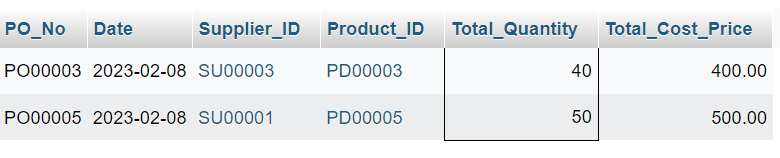 PO_No Date Supplier_ID Product_ID Total_Quantity Total_Cost_Price
PO00003 2023-02-08 SU00003 PD00003 40 400.00
PO00005 2023-02-08 SU00001 PD00005 50 500.00